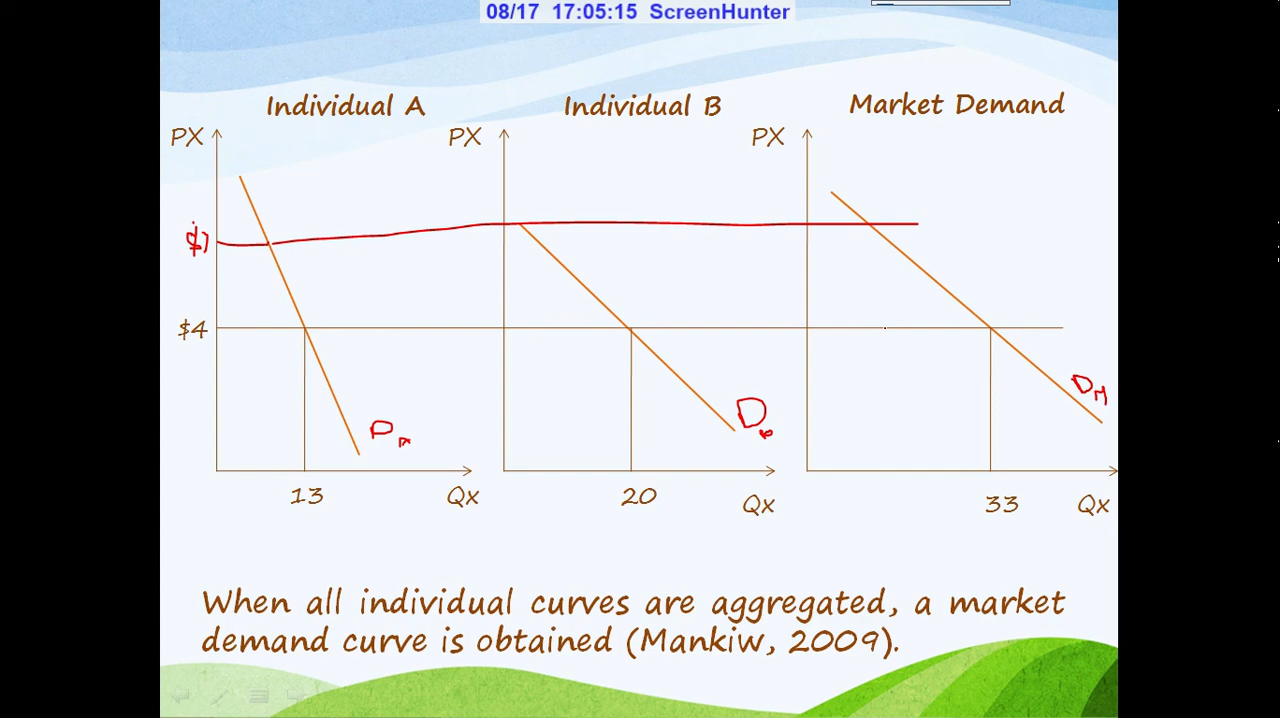 08/17 17:05:15 ScreenHunter
Individual A
Individual B
Market Demand
PX
PX
PX
$4
13
Qx
20
Qx
33
Qx
D
D
DM
When all individual curves are aggregated, a market
demand curve is obtained (Mankiw, 2009).